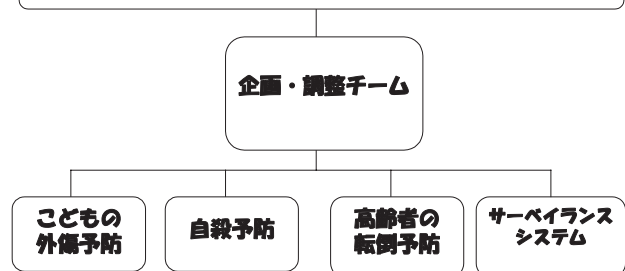 企画・調整チーム
こどもの
外傷予防
自殺予防
高齢者の
転倒予防
サーベイランス
システム